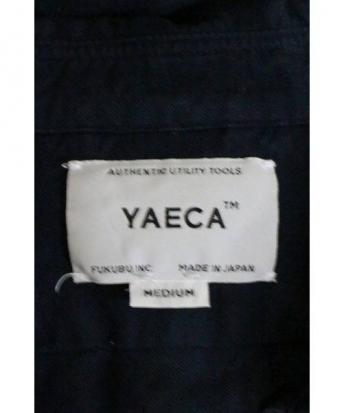 AUTHENTIC UTILITY TOOLS
YAECA™
FUKUBU, INC. MADE IN JAPAN
MEDIUM